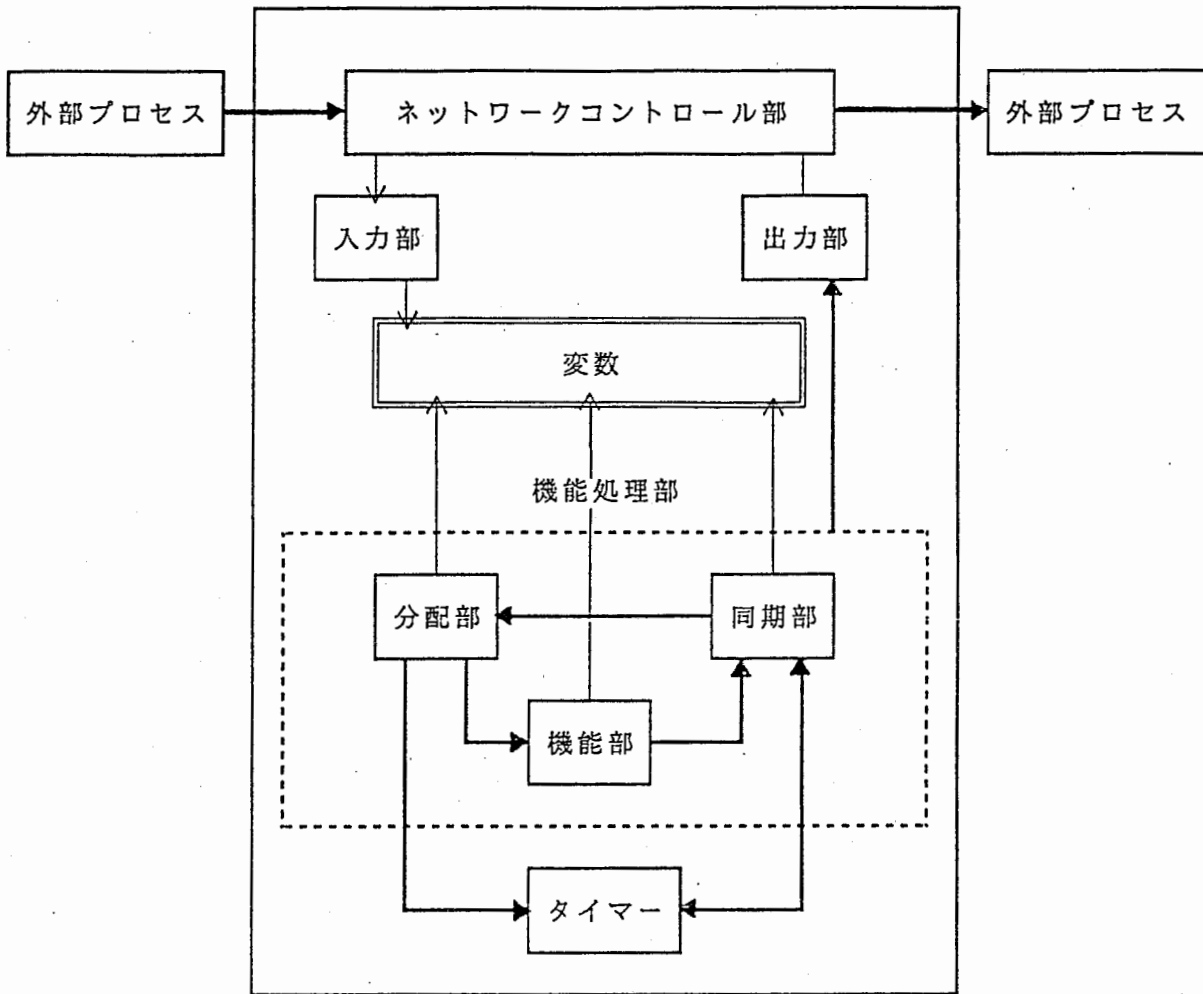 外部プロセス
ネットワークコントロール部
外部プロセス
入力部
出力部
変数
機能処理部
分配部
同期部
機能部
タイマー